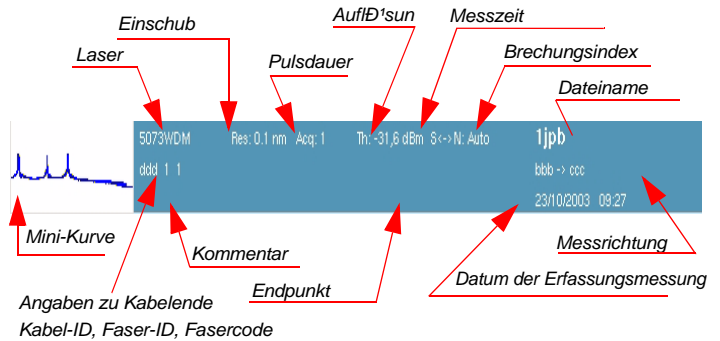 AuflÐ¹sun
Messzeit
Einschub
Brechungsindex
Laser
Pulsdauer
Dateiname
5073WDM Res: 0.1 nm Acq: 1 Th: -31,6 dBm S<->N: Auto 1jpb
ddd 1 1 bbb -> ccc
23/10/2003 09:27
Mini-Kurve
Kommentar
Messrichtung
Endpunkt
Datum der Erfassungsmessung
Angaben zu Kabelende
Kabel-ID, Faser-ID, Fasercode